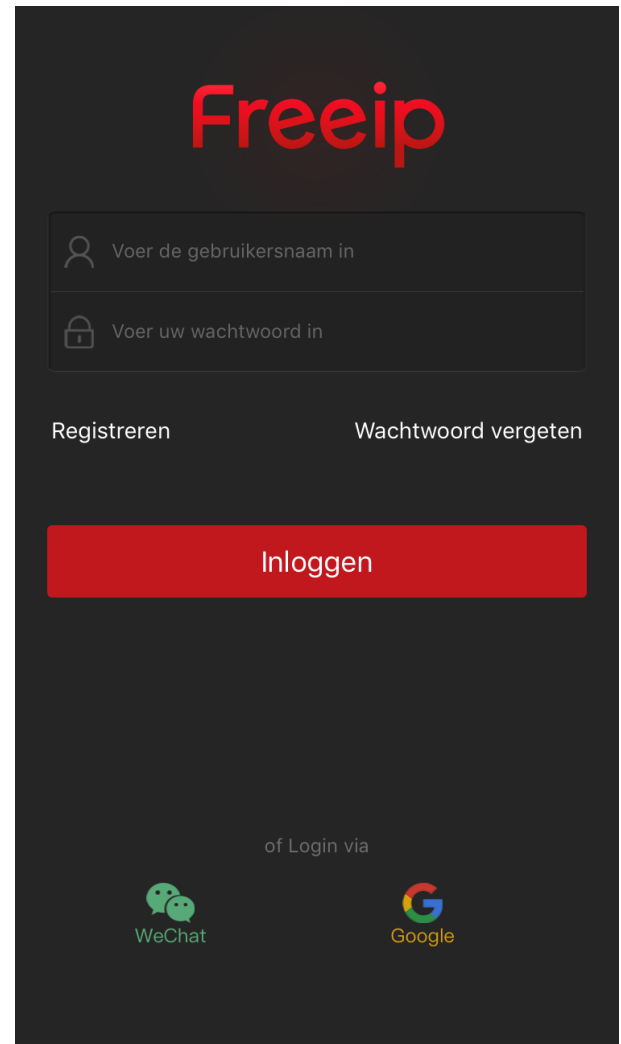 Freeip
Voer de gebruikersnaam in
Voer uw wachtwoord in
Registreren Wachtwoord vergeten
Inloggen
of Login via
WeChat Google